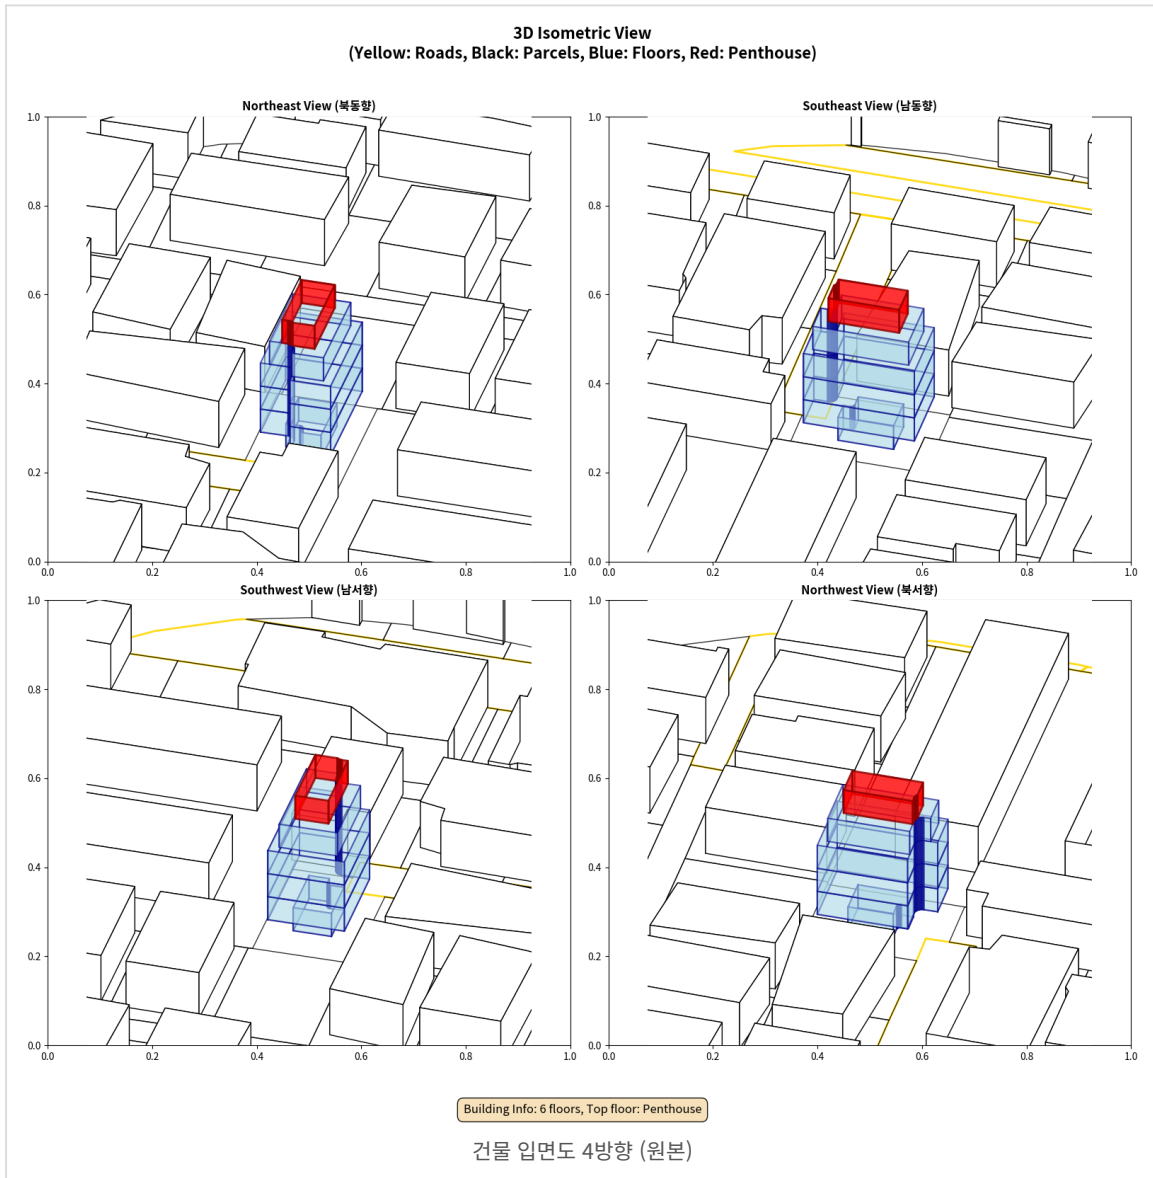 3D Isometric View
(Yellow: Roads, Black: Parcels, Blue: Floors, Red: Penthouse)
Northeast View (북동향)
1.0
0.8
0.6
0.4
0.2
0.0
0.0 0.2 0.4 0.6 0.8 1.0
Southeast View (남동향)
1.0
0.8
0.6
0.4
0.2
0.0
0.0 0.2 0.4 0.6 0.8 1.0
Southwest View (남서향)
1.0
0.8
0.6
0.4
0.2
0.0
0.0 0.2 0.4 0.6 0.8 1.0
Northwest View (북서향)
1.0
0.8
0.6
0.4
0.2
0.0
0.0 0.2 0.4 0.6 0.8 1.0
Building Info: 6 floors, Top floor: Penthouse
건물 입면도 4방향 (원본)